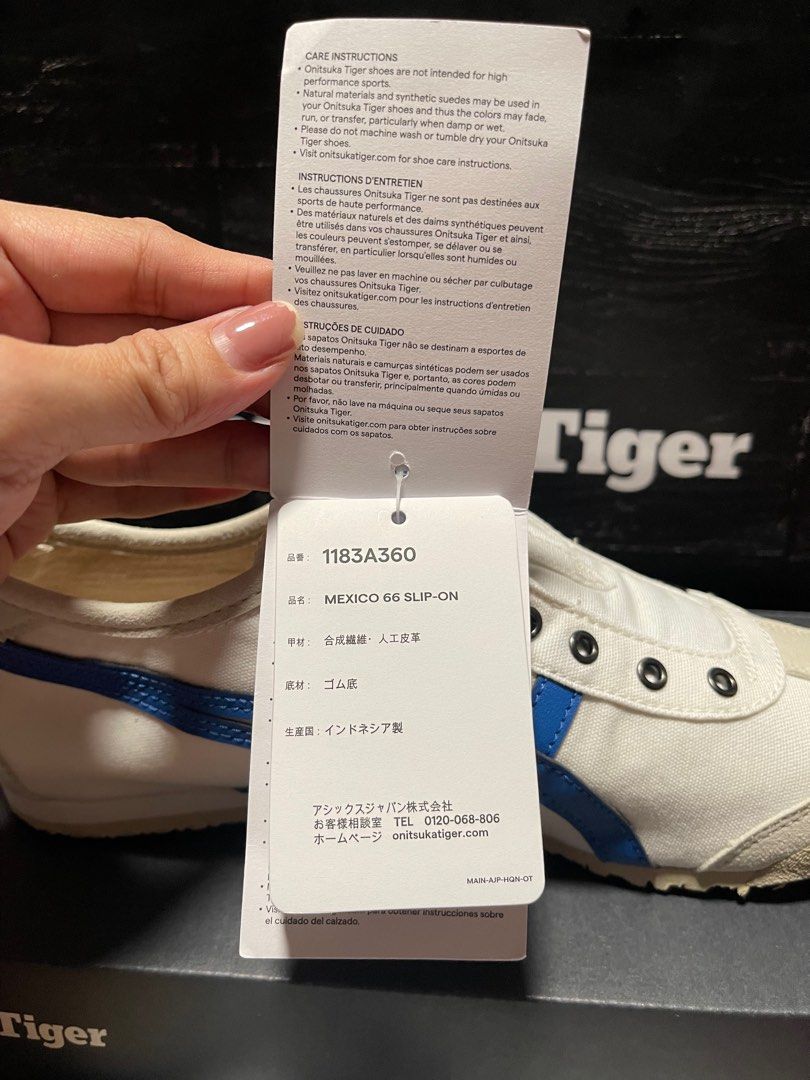 CARE INSTRUCTIONS
• Onitsuka Tiger shoes are not intended for high
performance sports.
• Natural materials and synthetic suedes may be used in
your Onitsuka Tiger shoes and thus the colors may fade,
run, or transfer, particularly when damp or wet.
• Please do not machine wash or tumble dry your Onitsuka
Tiger shoes.
• Visit onitsukatiger.com for shoe care instructions.
INSTRUCTIONS D'ENTRETIEN
• Les chaussures Onitsuka Tiger ne sont pas destinées aux
sports de haute performance.
• Des matériaux naturels et des daims synthétiques peuvent
être utilisés dans vos chaussures Onitsuka Tiger et ainsi,
les couleurs peuvent s'estomper, se délaver ou se
transférer, en particulier lorsqu'elles sont humides ou
mouillées.
• Veuillez ne pas laver en machine ou sécher par culbutage
vos chaussures Onitsuka Tiger.
• Visitez onitsukatiger.com pour les instructions d'entretien
des chaussures.
STRUÇÕES DE CUIDADO
sapatos Onitsuka Tiger não se destinam a esportes de
desempenho.
Materiais naturais e camurças sintéticas podem ser usados
nos sapatos Onitsuka Tiger e, portanto, as cores podem
desbotar ou transferir, principalmente quando úmidas ou
molhadas.
• Por favor, não lave na máquina ou seque seus sapatos
Onitsuka Tiger.
• Visite onitsukatiger.com para obter instruções sobre
cuidados com os sapatos.
Tiger
品番： 1183A360
品名： MEXICO 66 SLIP-ON
甲材： 合成繊維・人工皮革
底材： ゴム底
生産国：インドネシア製
アシックスジャパン株式会社
お客様相談室 TEL 0120-068-806
ホームページ onitsukatiger.com
MAIN-AJP-HQN-OT
para obtener instrucciones sobre
el cuidado del calzado.
Tiger